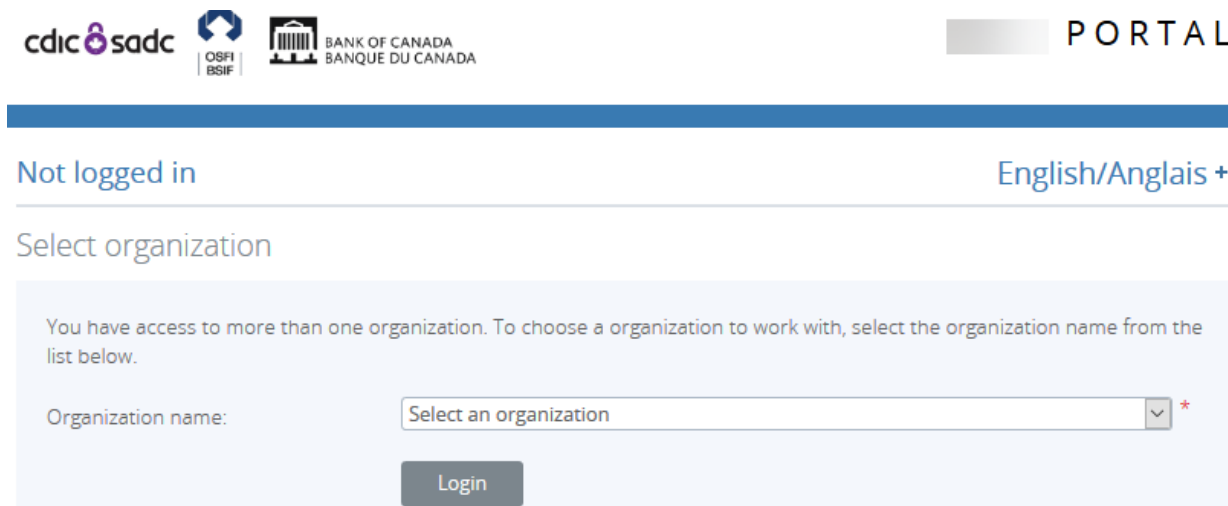 cdic sadc
OSFI
BSIF
BANK OF CANADA
BANQUE DU CANADA
PORTAL
Not logged in
English/Anglais +
Select organization
You have access to more than one organization. To choose a organization to work with, select the organization name from the
list below.
Organization name:
Select an organization
*
Login